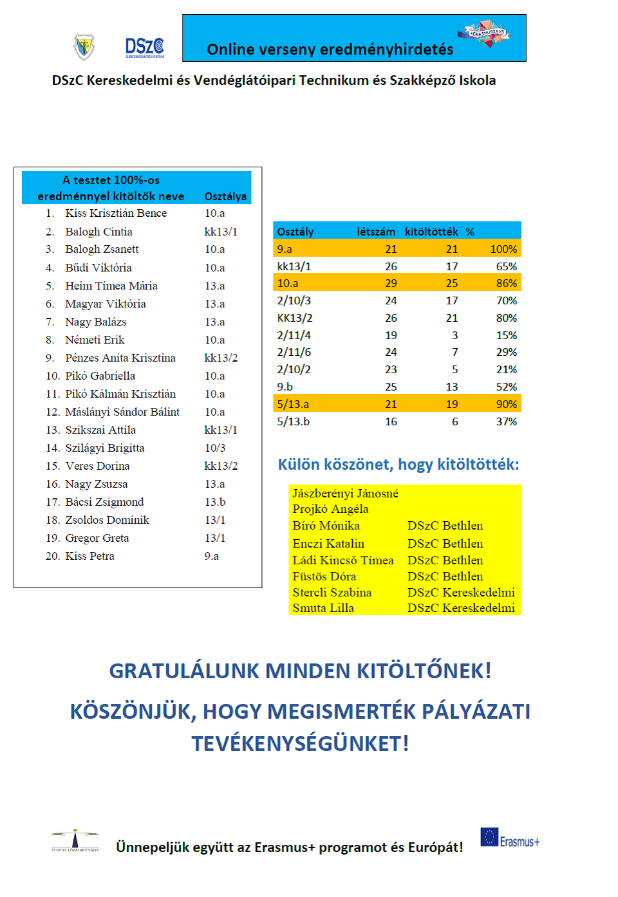 DSzC
Online verseny eredményhirdetés
DSzC Kereskedelmi és Vendéglátóipari Technikum és Szakképző Iskola
A tesztet 100%-os
eredménnyel kitöltők neve Osztálya
1. Kiss Krisztián Bence 10.a
2. Balogh Cintia kk13/1
3. Balogh Zsanett 10.a
4. Büdi Viktória 10.a
5. Heim Tímea Mária 13.a
6. Magyar Viktória 13.a
7. Nagy Balázs 13.a
8. Németi Erik 10.a
9. Pénzes Anita Krisztina kk13/2
10. Pikó Gabriella 10.a
11. Pikó Kálmán Krisztián 10.a
12. Máslányi Sándor Bálint 10.a
13. Szikszai Attila kk13/1
14. Szilágyi Brigitta 10/3
15. Veres Dorina kk13/2
16. Nagy Zsuzsa 13.a
17. Bácsi Zsigmond 13.b
18. Zsoldos Dominik 13/1
19. Gregor Greta 13/1
20. Kiss Petra 9.a
Osztály létszám kitöltötték %
9.a 21 21 100%
kk13/1 26 17 65%
10.a 29 25 86%
2/10/3 24 17 70%
KK13/2 26 21 80%
2/11/4 19 3 15%
2/11/6 24 7 29%
2/10/2 23 5 21%
9.b 25 13 52%
5/13.a 21 19 90%
5/13.b 16 6 37%
Külön köszönet, hogy kitöltötték:
Jászberényi Jánosné
Projkó Angéla
Bíró Mónika DSzC Bethlen
Enczi Katalin DSzC Bethlen
Ládi Kincső Tímea DSzC Bethlen
Füstös Dóra DSzC Bethlen
Stercli Szabina DSzC Kereskedelmi
Smuta Lilla DSzC Kereskedelmi
GRATULÁLUNK MINDEN KITÖLTŐNEK!
KÖSZÖNJÜK, HOGY MEGISMERTÉK PÁLYÁZATI
TEVÉKENYSÉGÜNKET!
Ünnepeljük együtt az Erasmus+ programot és Európát!
Erasmus+